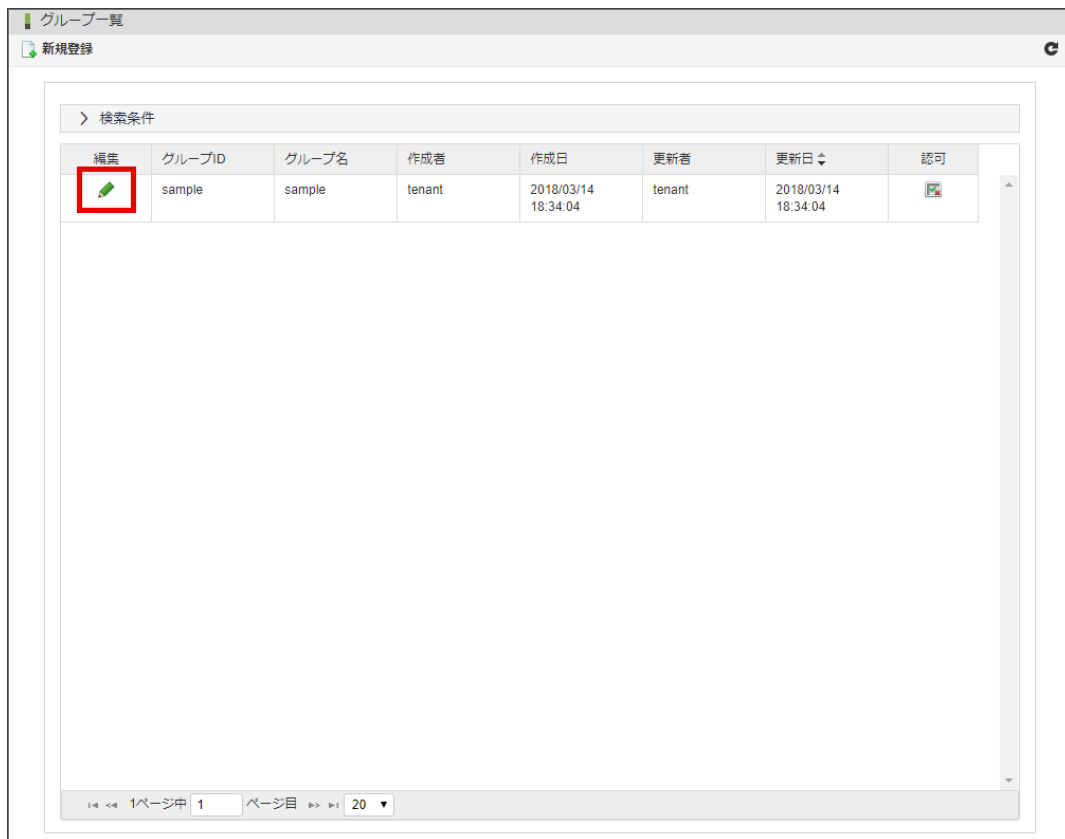 グループ一覧
新規登録
検索条件
編集 グループID グループ名 作成者 作成日 更新者 更新日 認可
sample sample tenant 2018/03/14 tenant 2018/03/14
18:34:04 18:34:04
1ページ中 1 ページ目 20